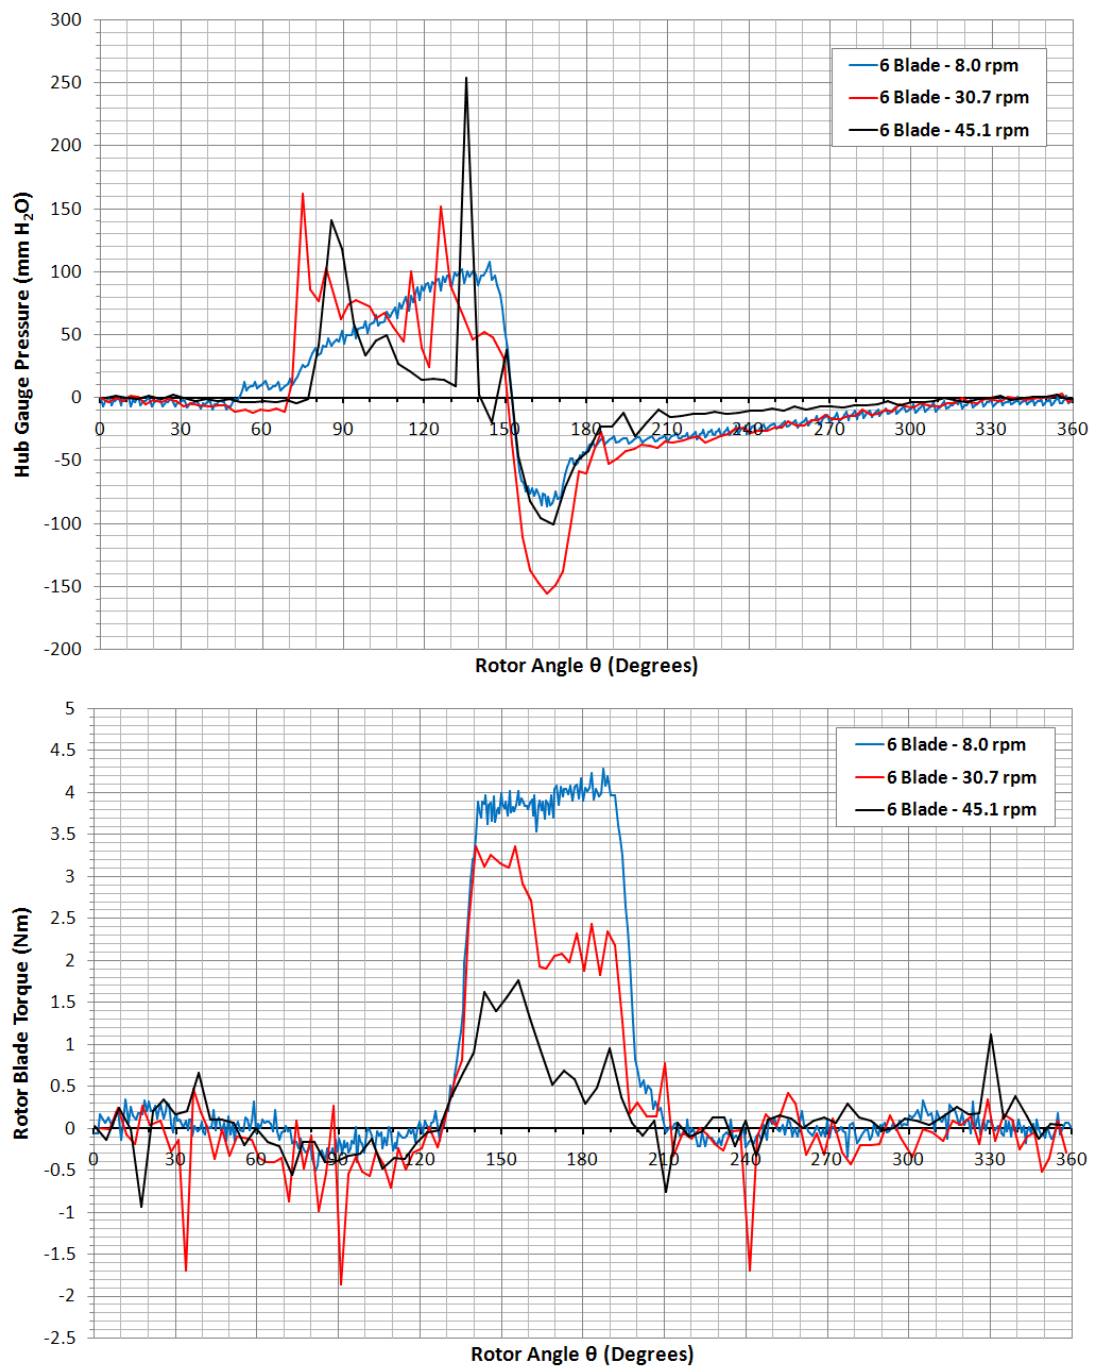 300
250
200
150
100
50
0
-50
-100
-150
-200
Hub Gauge Pressure (mm H₂O)
6 Blade - 8.0 rpm
6 Blade - 30.7 rpm
6 Blade - 45.1 rpm
0 30 60 90 120 150 180 210 240 270 300 330 360
Rotor Angle θ (Degrees)
5
4.5
4
3.5
3
2.5
2
1.5
1
0.5
0
-0.5
-1
-1.5
-2
-2.5
Rotor Blade Torque (Nm)
6 Blade - 8.0 rpm
6 Blade - 30.7 rpm
6 Blade - 45.1 rpm
0 30 60 90 120 150 180 210 240 270 300 330 360
Rotor Angle θ (Degrees)